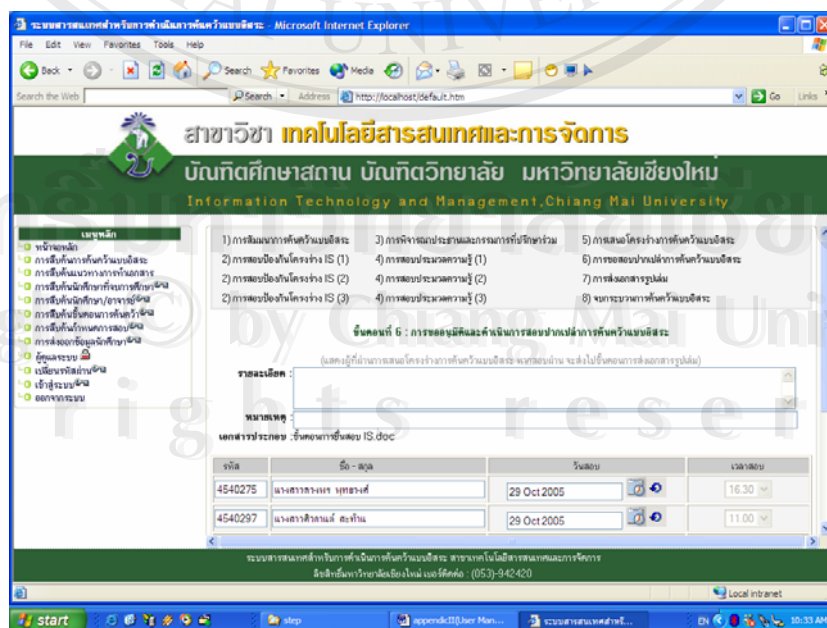 ระบบสารสนเทศสำหรับการดำเนินการค้นคว้าแบบอิสระ - Microsoft Internet Explorer
File Edit View Favorites Tools Help
Back Search Favorites Media
Search the Web Search Address http://localhost/default.htm Go Links
สาขาวิชา เทคโนโลยีสารสนเทศและการจัดการ
บัณฑิตศึกษาสถาน บัณฑิตวิทยาลัย มหาวิทยาลัยเชียงใหม่
Information Technology and Management,Chiang Mai University
เมนูหลัก
หน้าจอหลัก
การสืบค้นการค้นคว้าแบบอิสระ
การสืบค้นแนวทางการทำเอกสาร
การสืบค้นนักศึกษาที่จบการศึกษา
การสืบค้นนักศึกษา/อาจารย์
การสืบค้นขั้นตอนการค้นคว้า
การสืบค้นกำหนดการสอบ
การส่งออกข้อมูลนักศึกษา
ผู้ดูแลระบบ
เปลี่ยนรหัสผ่าน
เข้าสู่ระบบ
ออกจากระบบ
1) การสัมมนาการค้นคว้าแบบอิสระ 3) การพิจารณาประธานและกรรมการที่ปรึกษาร่วม 5) การเสนอโครงร่างการค้นคว้าแบบอิสระ
2) การสอบป้องกันโครงร่าง IS (1) 4) การสอบประมวลความรู้ (1) 6) การขอสอบปากเปล่าการค้นคว้าแบบอิสระ
2) การสอบป้องกันโครงร่าง IS (2) 4) การสอบประมวลความรู้ (2) 7) การส่งเอกสารรูปเล่ม
2) การสอบป้องกันโครงร่าง IS (3) 4) การสอบประมวลความรู้ (3) 8) จบกระบวนการค้นคว้าแบบอิสระ
ขั้นตอนที่ 6 : การขออนุมัติและดำเนินการสอบปากเปล่าการค้นคว้าแบบอิสระ
(แสดงผู้ที่ผ่านการเสนอโครงร่างการค้นคว้าแบบอิสระ หากสอบผ่าน จะส่งไปขั้นตอนการส่งเอกสารรูปเล่ม)
รายละเอียด :
หมายเหตุ :
เอกสารประกอบ : ขั้นตอนการยื่นสอบ IS.doc
รหัส ชื่อ - สกุล วันสอบ เวลาสอบ
4540275 29 Oct 2005 16.30
4540297 29 Oct 2005 11.00
ระบบสารสนเทศสำหรับการดำเนินการค้นคว้าแบบอิสระ สาขาเทคโนโลยีสารสนเทศและการจัดการ
ลิขสิทธิ์มหาวิทยาลัยเชียงใหม่ เบอร์ติดต่อ : (053)-942420
Local intranet
start step appendicII(User Man... ระบบสารสนเทศสำหรั... EN 10:33 AM